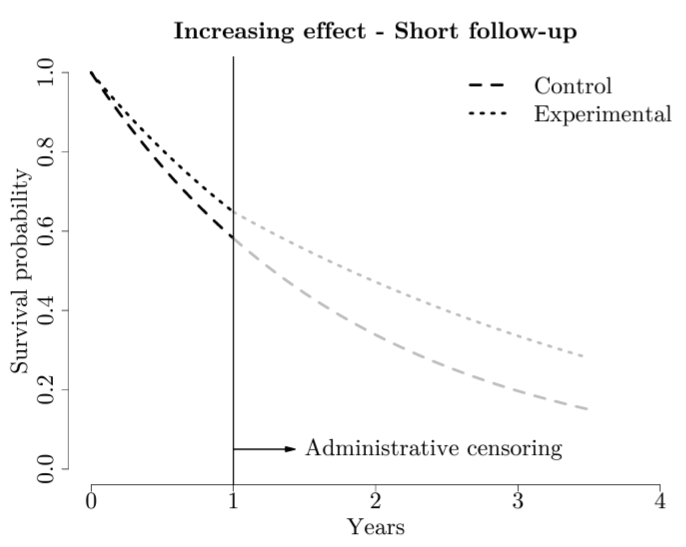 Increasing effect - Short follow-up
Control
Experimental
Survival probability
1.0
0.8
0.6
0.4
0.2
0.0
Administrative censoring
0 1 2 3 4
Years